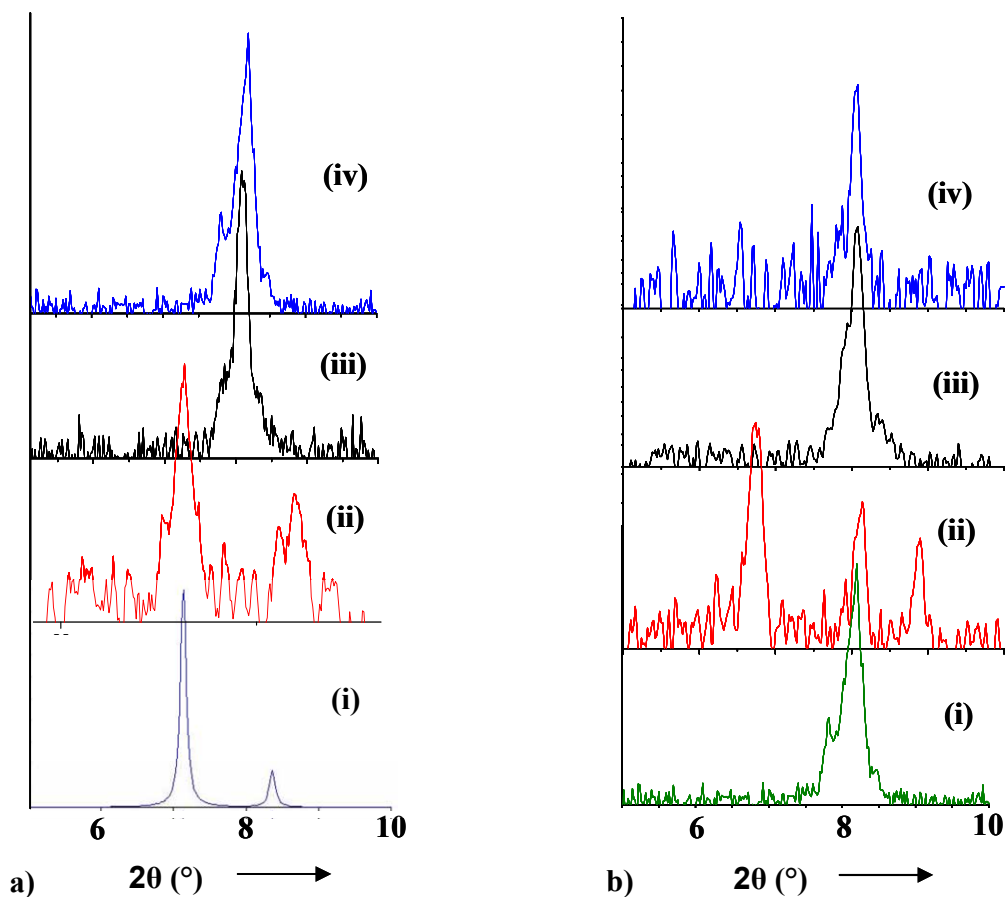 (iv)
(iii)
(ii)
(i)
6 8 10
a) 2θ (°)
(iv)
(iii)
(ii)
(i)
6 8 10
b) 2θ (°)